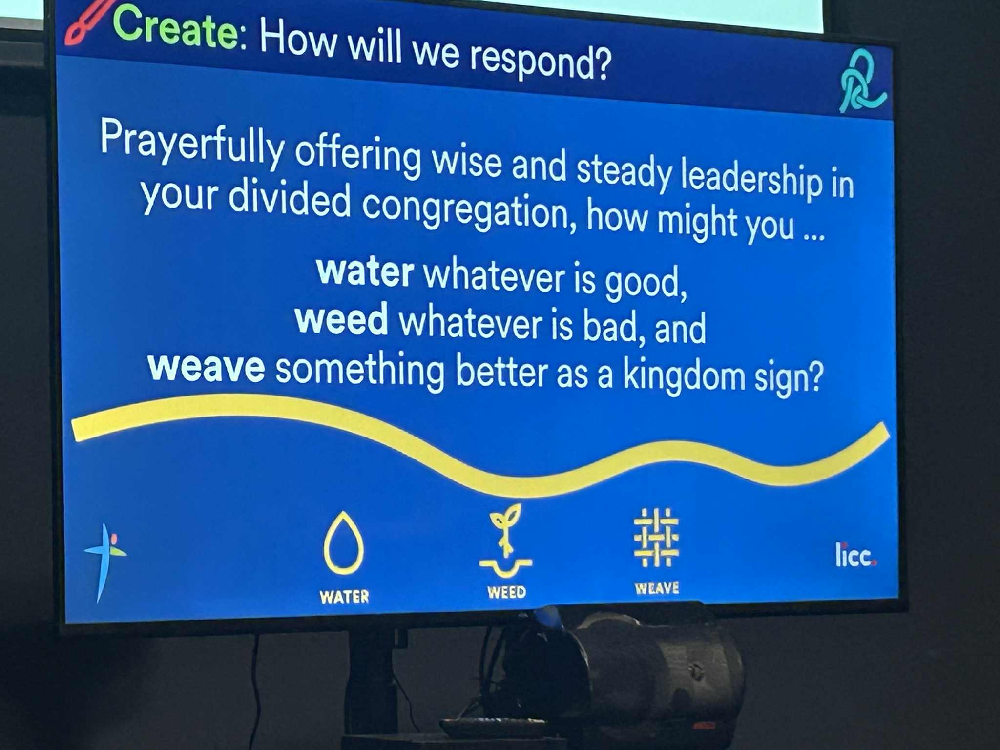 Create: How will we respond?
Prayerfully offering wise and steady leadership in
your divided congregation, how might you ...
water whatever is good,
weed whatever is bad, and
weave something better as a kingdom sign?
WATER
WEED
WEAVE
licc.